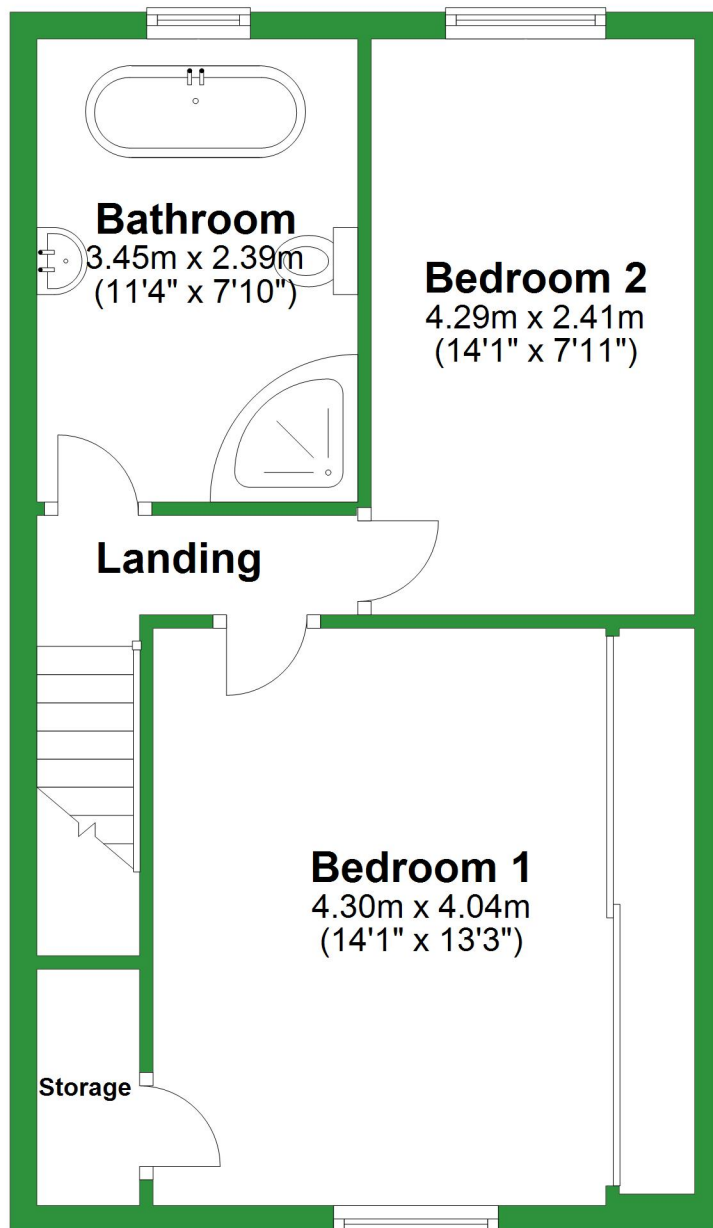 Bathroom
3.45m x 2.39m
(11'4" x 7'10")
Bedroom 2
4.29m x 2.41m
(14'1" x 7'11")
Landing
Bedroom 1
4.30m x 4.04m
(14'1" x 13'3")
Storage